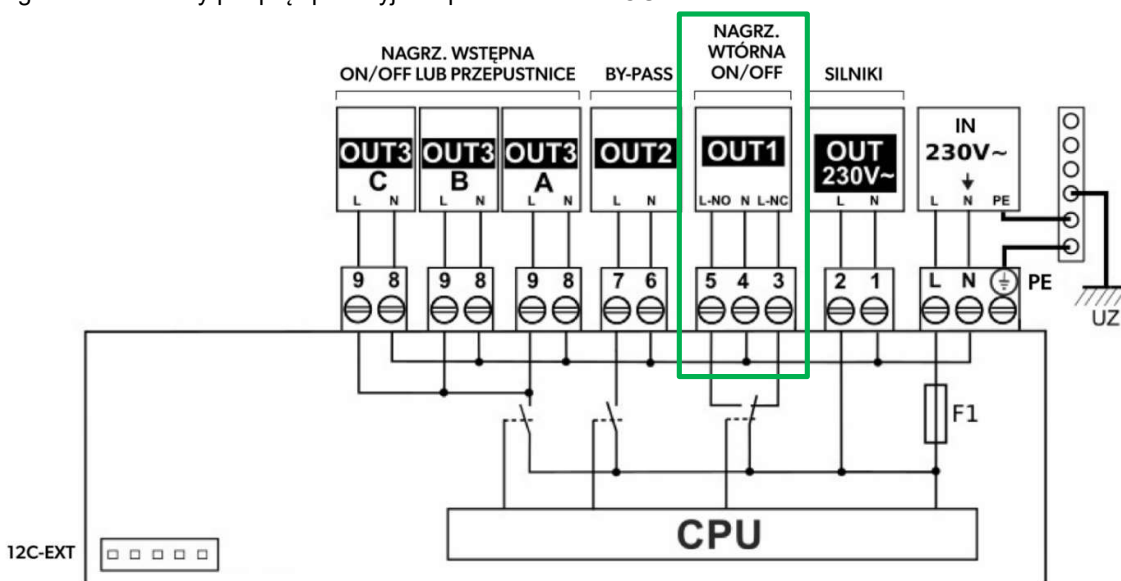 NAGRZ. WSTĘPNA
ON/OFF LUB PRZEPUSTNICE
BY-PASS
NAGRZ.
WTÓRNA
ON/OFF
SILNIKI
OUT3
C
L N
OUT3
B
L N
OUT3
A
L N
OUT2
L N
OUT1
L-NO N L-NC
OUT
230V~
L N
IN
230V~
L N PE
9 8
9 8
9 8
7 6
5 4 3
2 1
L N
PE
UZ
F1
CPU
12C-EXT